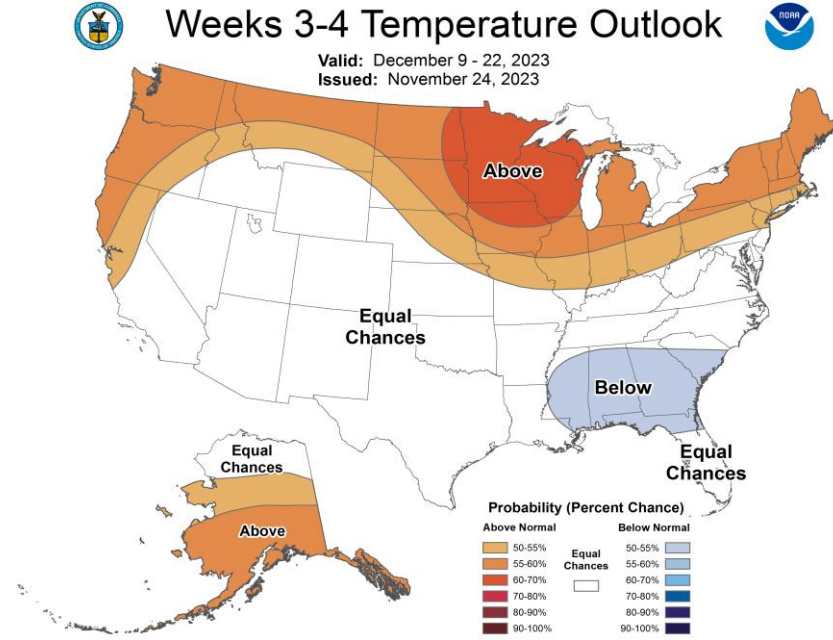 Weeks 3-4 Temperature Outlook
NOAA
Valid: December 9 - 22, 2023
Issued: November 24, 2023
Above
Equal
Chances
Below
Equal
Chances
Equal
Chances
Above
Probability (Percent Chance)
Above Normal
Below Normal
50-55%
55-60%
60-70%
70-80%
80-90%
90-100%
Equal
Chances
50-55%
55-60%
60-70%
70-80%
80-90%
90-100%